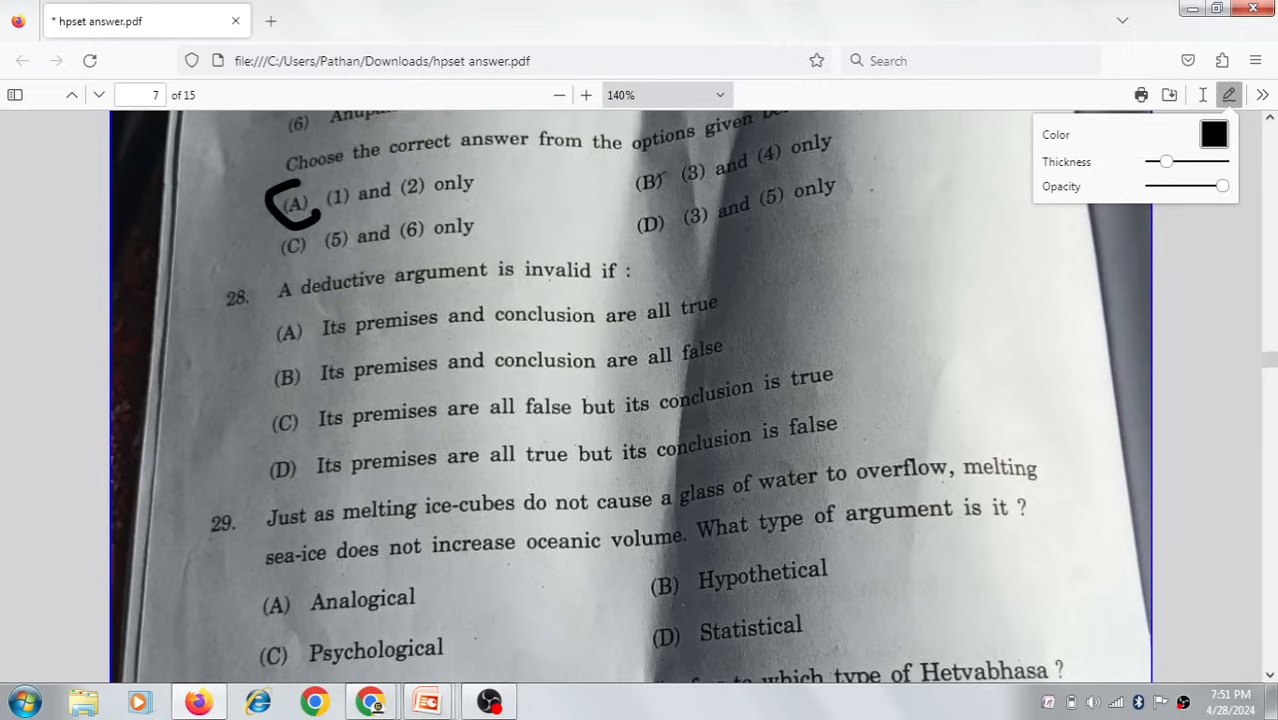 * hpset answer.pdf
file:///C:/Users/Pathan/Downloads/hpset answer.pdf
Search
7 of 15
140%
Color
Thickness
Opacity
(6)
Choose the correct answer from the options given
(A) (1) and (2) only
(B) (3) and (4) only
(C) (5) and (6) only
(D) (3) and (5) only
28. A deductive argument is invalid if :
(A) Its premises and conclusion are all true
(B) Its premises and conclusion are all false
(C) Its premises are all false but its conclusion is true
(D) Its premises are all true but its conclusion is false
29. Just as melting ice-cubes do not cause a glass of water to overflow, melting
sea-ice does not increase oceanic volume. What type of argument is it ?
(A) Analogical
(B) Hypothetical
(C) Psychological
(D) Statistical
to which type of Hetvabhasa ?
7:51 PM
4/28/2024